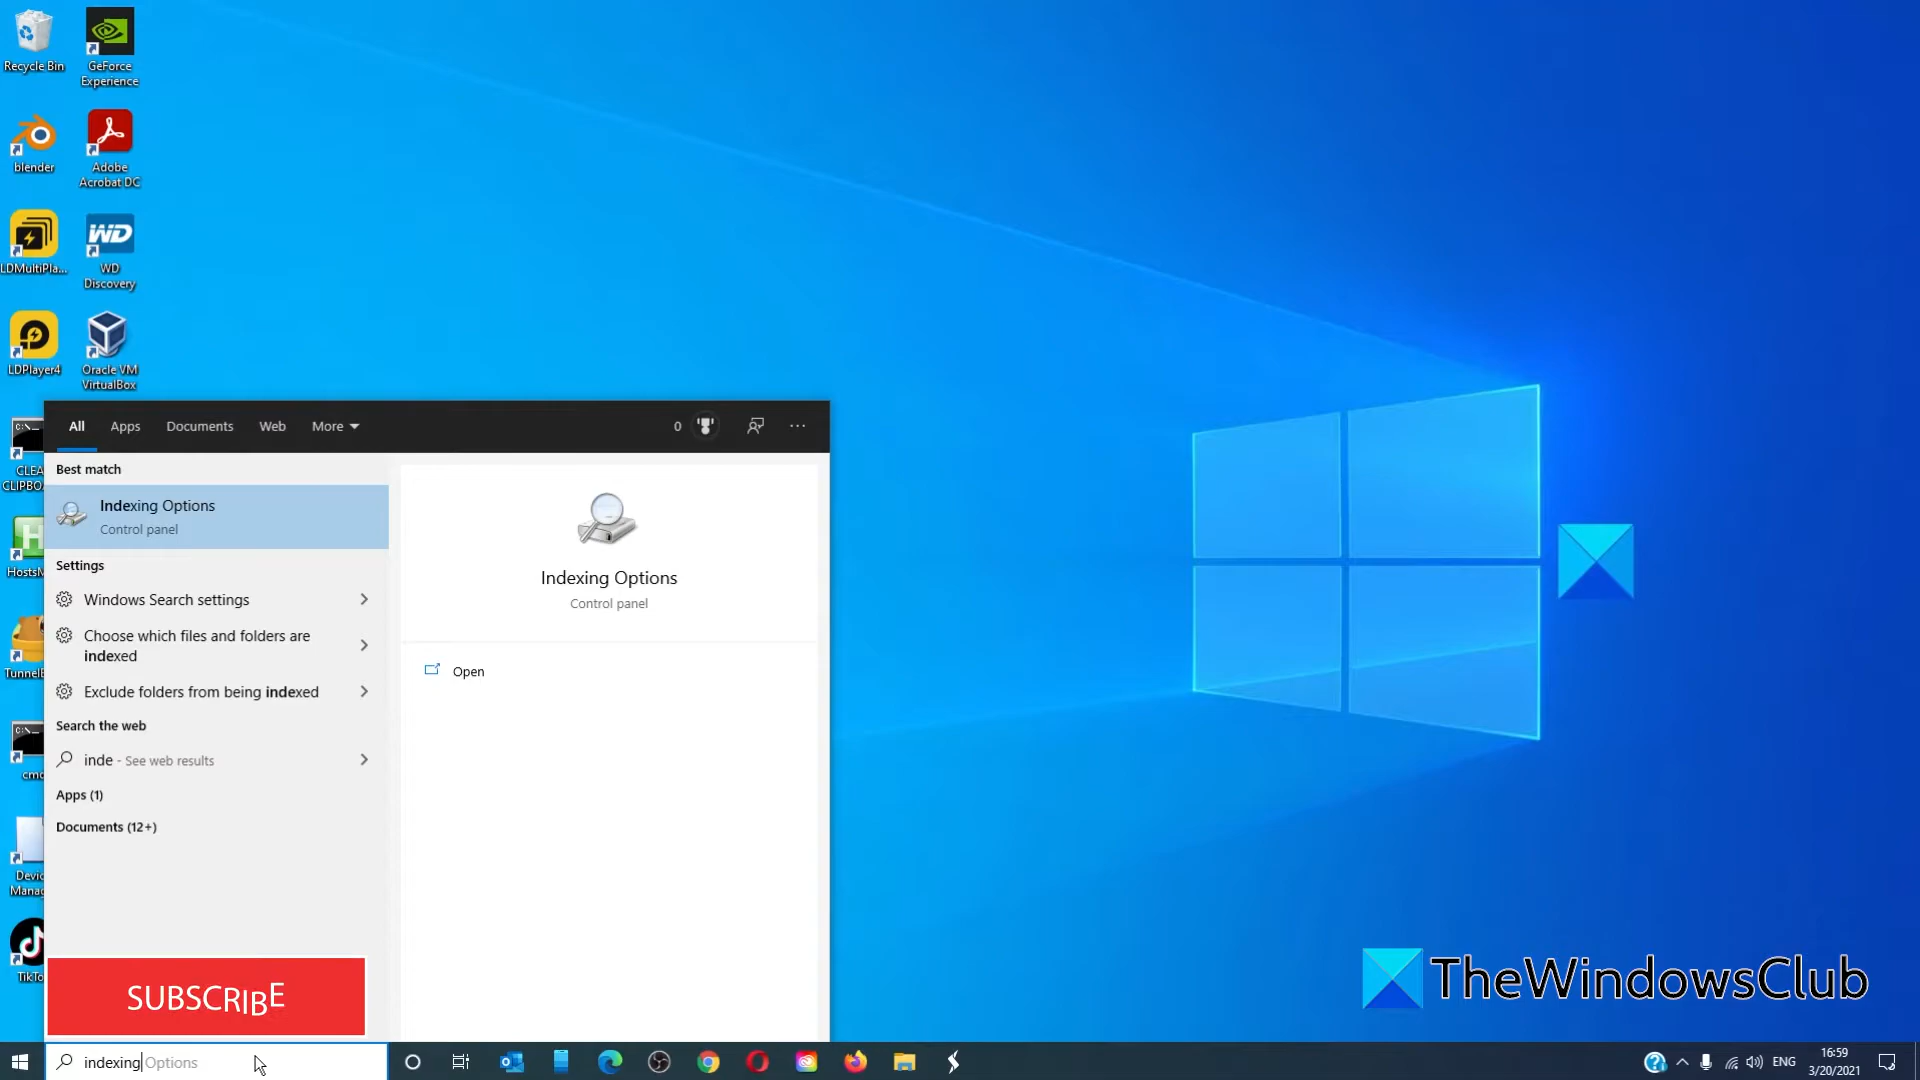 Recycle Bin
GeForce
Experience
blender
Adobe
Acrobat DC
LDMultiPla...
WD
WD
Discovery
LDPlayer4
Oracle VM
VirtualBox
C:\_
CLEA
CLIPBO
H
HostsM
TunnelB
C:\_
cmd
Devic
Manag
TikTo
All
Apps
Documents
Web
More
0
Best match
Indexing Options
Control panel
Settings
Windows Search settings
Choose which files and folders are
indexed
Exclude folders from being indexed
Search the web
inde - See web results
Apps (1)
Documents (12+)
Indexing Options
Control panel
Open
SUBSCRIBE
TheWindowsClub
indexing Options
ENG
16:59
3/20/2021